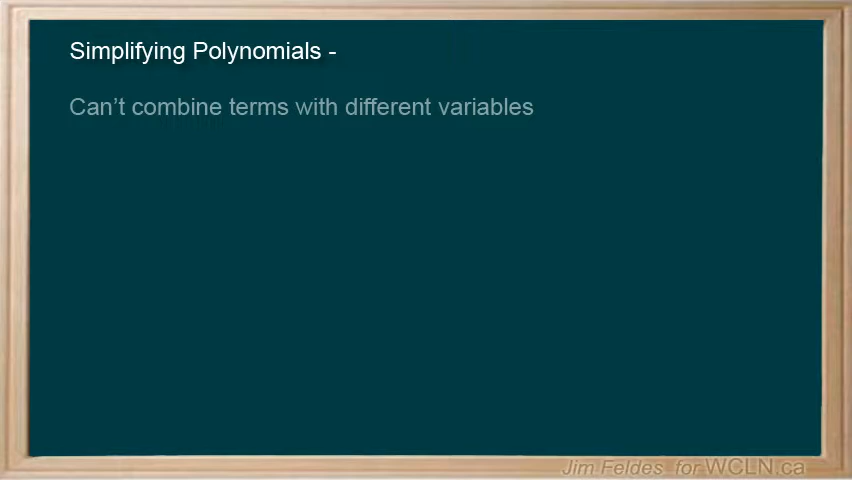 Simplifying Polynomials -
Can’t combine terms with different variables
Jim Feldes for WCLN.ca